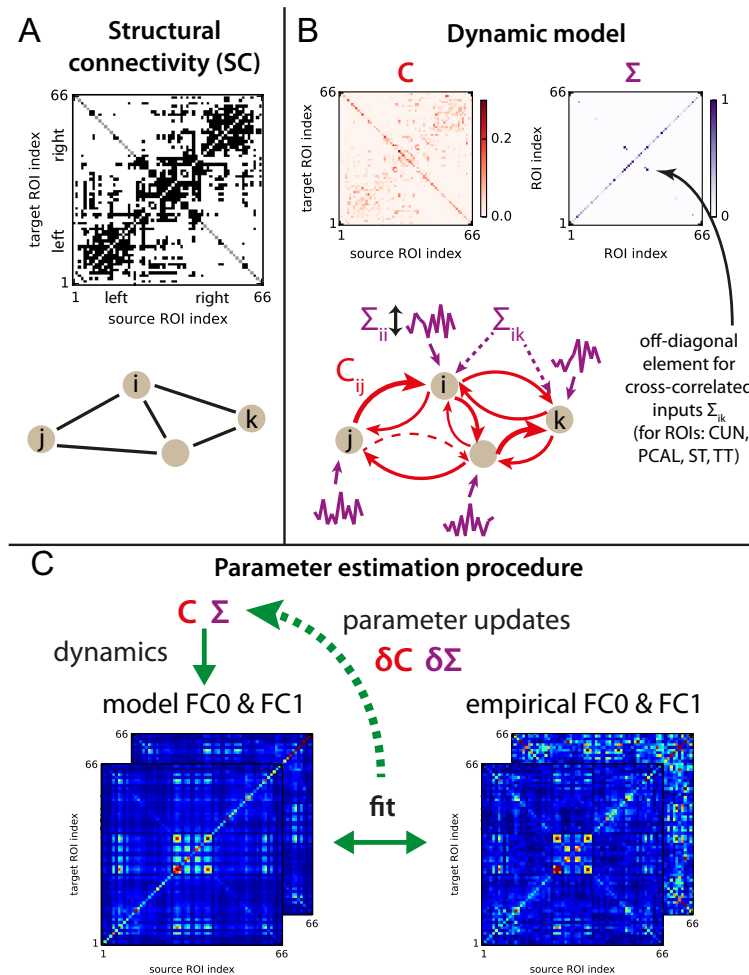 A
Structural
connectivity (SC)
66
right
target ROI index
left
1
1
left
right
66
source ROI index
i
j
k
B
Dynamic model
C
66
target ROI index
1
1
66
source ROI index
0.2
0.0
Σ
66
ROI index
1
1
66
ROI index
1
0
Σii
Σik
Cij
i
j
k
off-diagonal
element for
cross-correlated
inputs Σik
(for ROIs: CUN,
PCAL, ST, TT)
C
Parameter estimation procedure
C Σ
parameter updates
δC δΣ
dynamics
model FC0 & FC1
66
66
target ROI index
1
66
66
source ROI index
fit
empirical FC0 & FC1
66
66
target ROI index
1
66
66
source ROI index